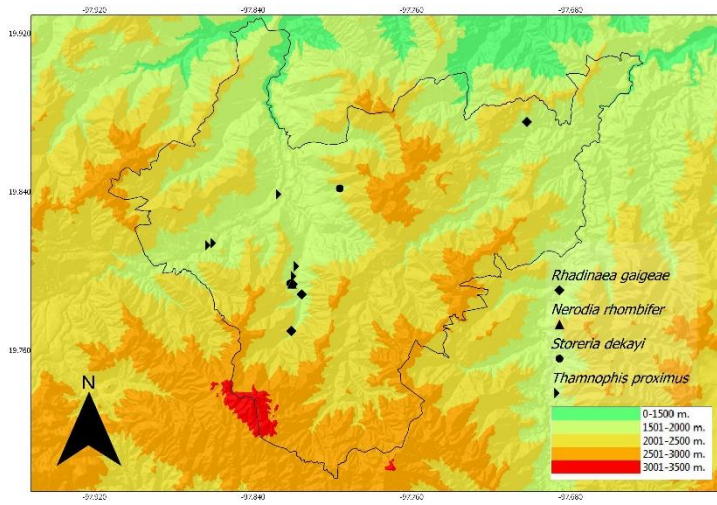 -97.920 -97.840 -97.760 -97.680
19.920
19.840
19.760
Rhadinaea gaigeae
Nerodia rhombifer
Storeria dekayi
Thamnophis proximus
N
0-1500 m.
1501-2000 m.
2001-2500 m.
2501-3000 m.
3001-3500 m.
-97.920 -97.840 -97.760 -97.680